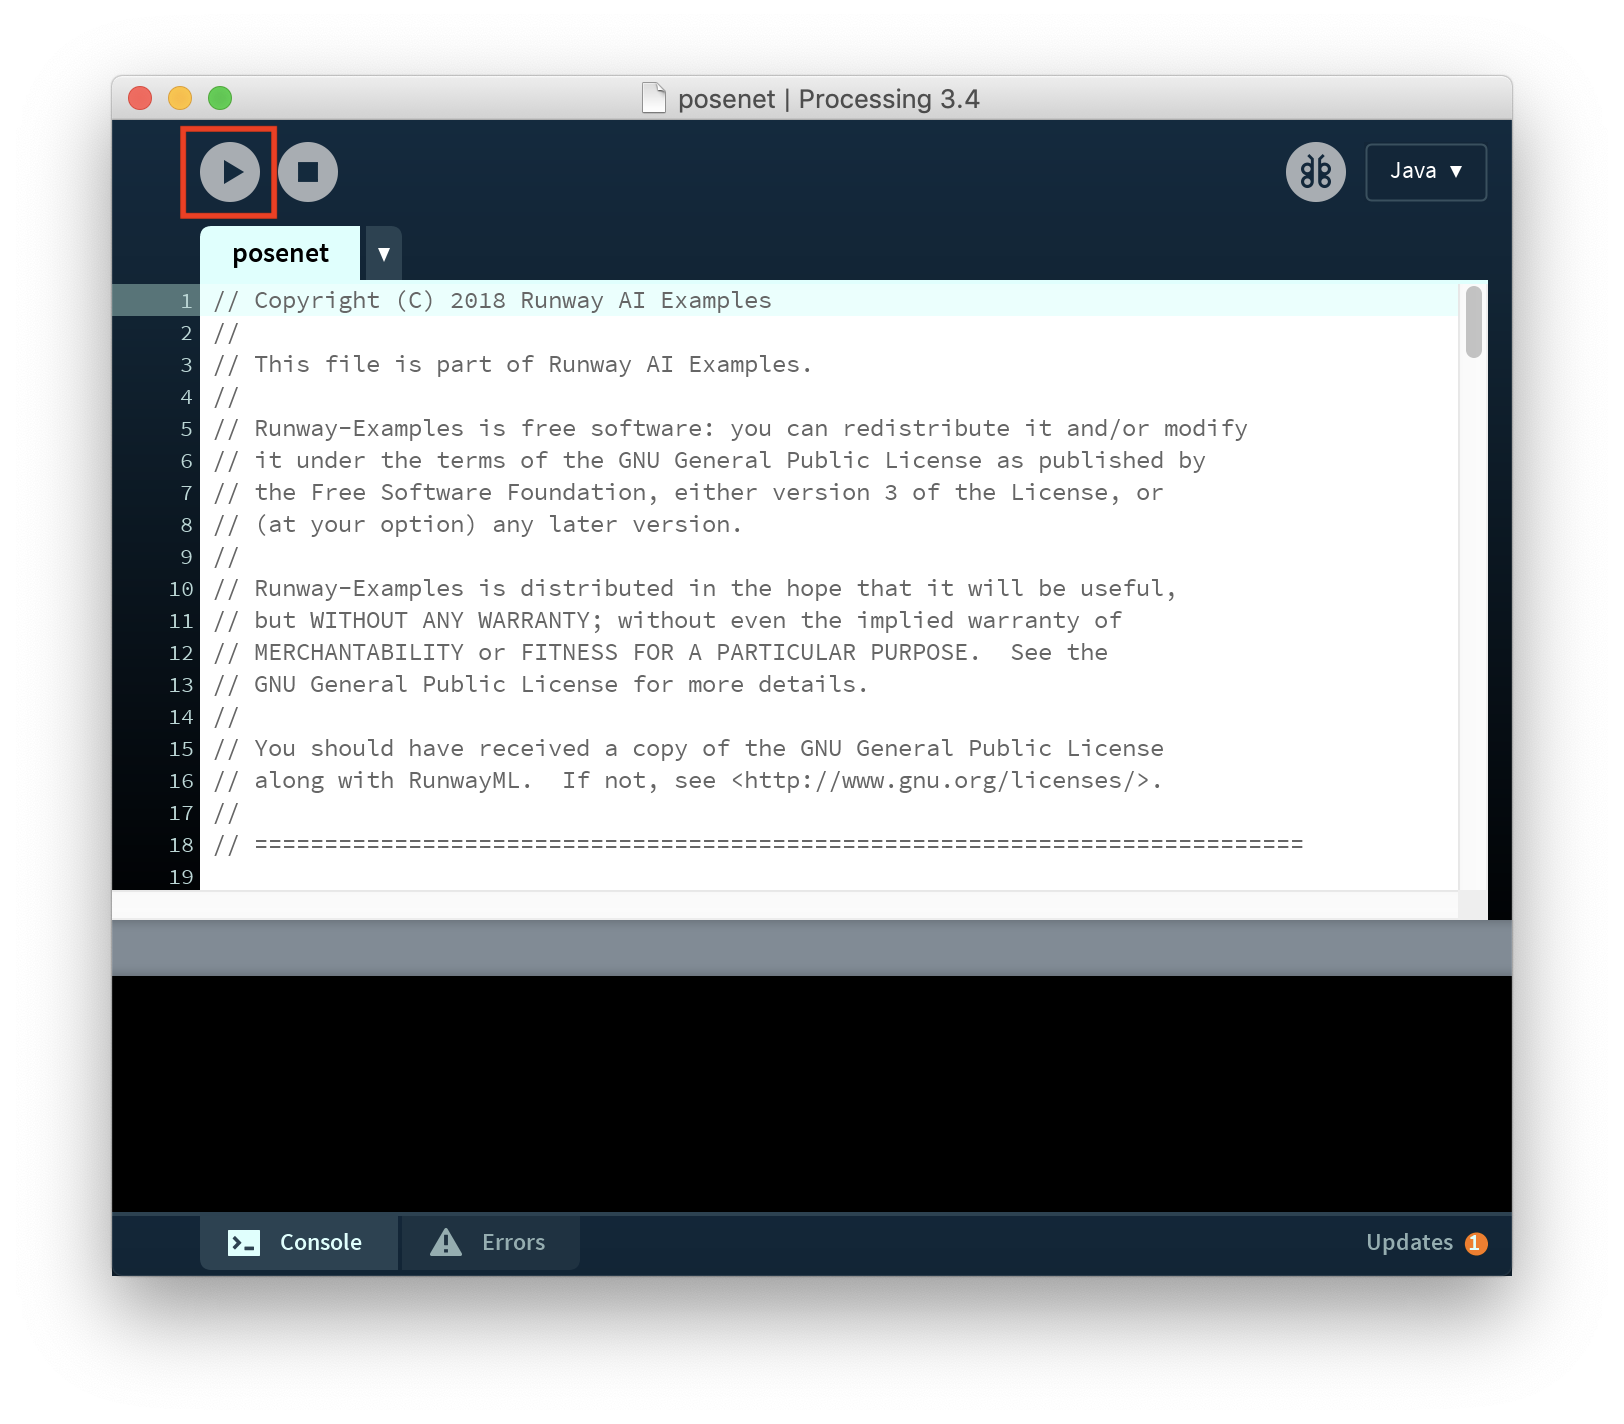 posenet | Processing 3.4
Java ▼
posenet ▼
1 // Copyright (C) 2018 Runway AI Examples
2 //
3 // This file is part of Runway AI Examples.
4 //
5 // Runway-Examples is free software: you can redistribute it and/or modify
6 // it under the terms of the GNU General Public License as published by
7 // the Free Software Foundation, either version 3 of the License, or
8 // (at your option) any later version.
9 //
10 // Runway-Examples is distributed in the hope that it will be useful,
11 // but WITHOUT ANY WARRANTY; without even the implied warranty of
12 // MERCHANTABILITY or FITNESS FOR A PARTICULAR PURPOSE.  See the
13 // GNU General Public License for more details.
14 //
15 // You should have received a copy of the GNU General Public License
16 // along with RunwayML.  If not, see <http://www.gnu.org/licenses/>.
17 //
18 // ===========================================================================
19
Console Errors Updates 1